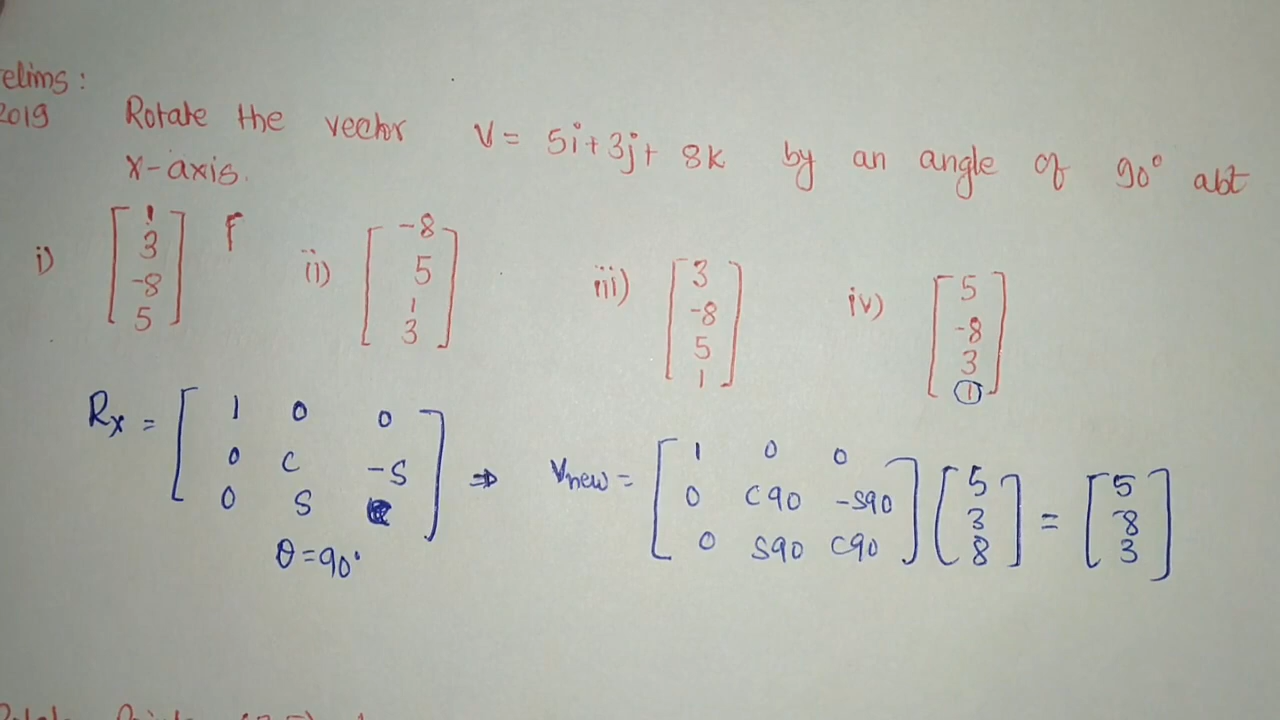 elims:
2019 Rotate the vector V = 5i+3j+ 8k by an angle of 90° abt
x-axis.
i) [1 3 -8 5] ii) [-8 5 1 3] iii) [3 -8 5 1] iv) [5 -8 3 1]
Rx = [1 0 0; 0 C -S; 0 S C] ⇒ Vnew = [1 0 0; 0 C90 -S90; 0 S90 C90] [5 3 8] = [5 -8 3]
θ=90°